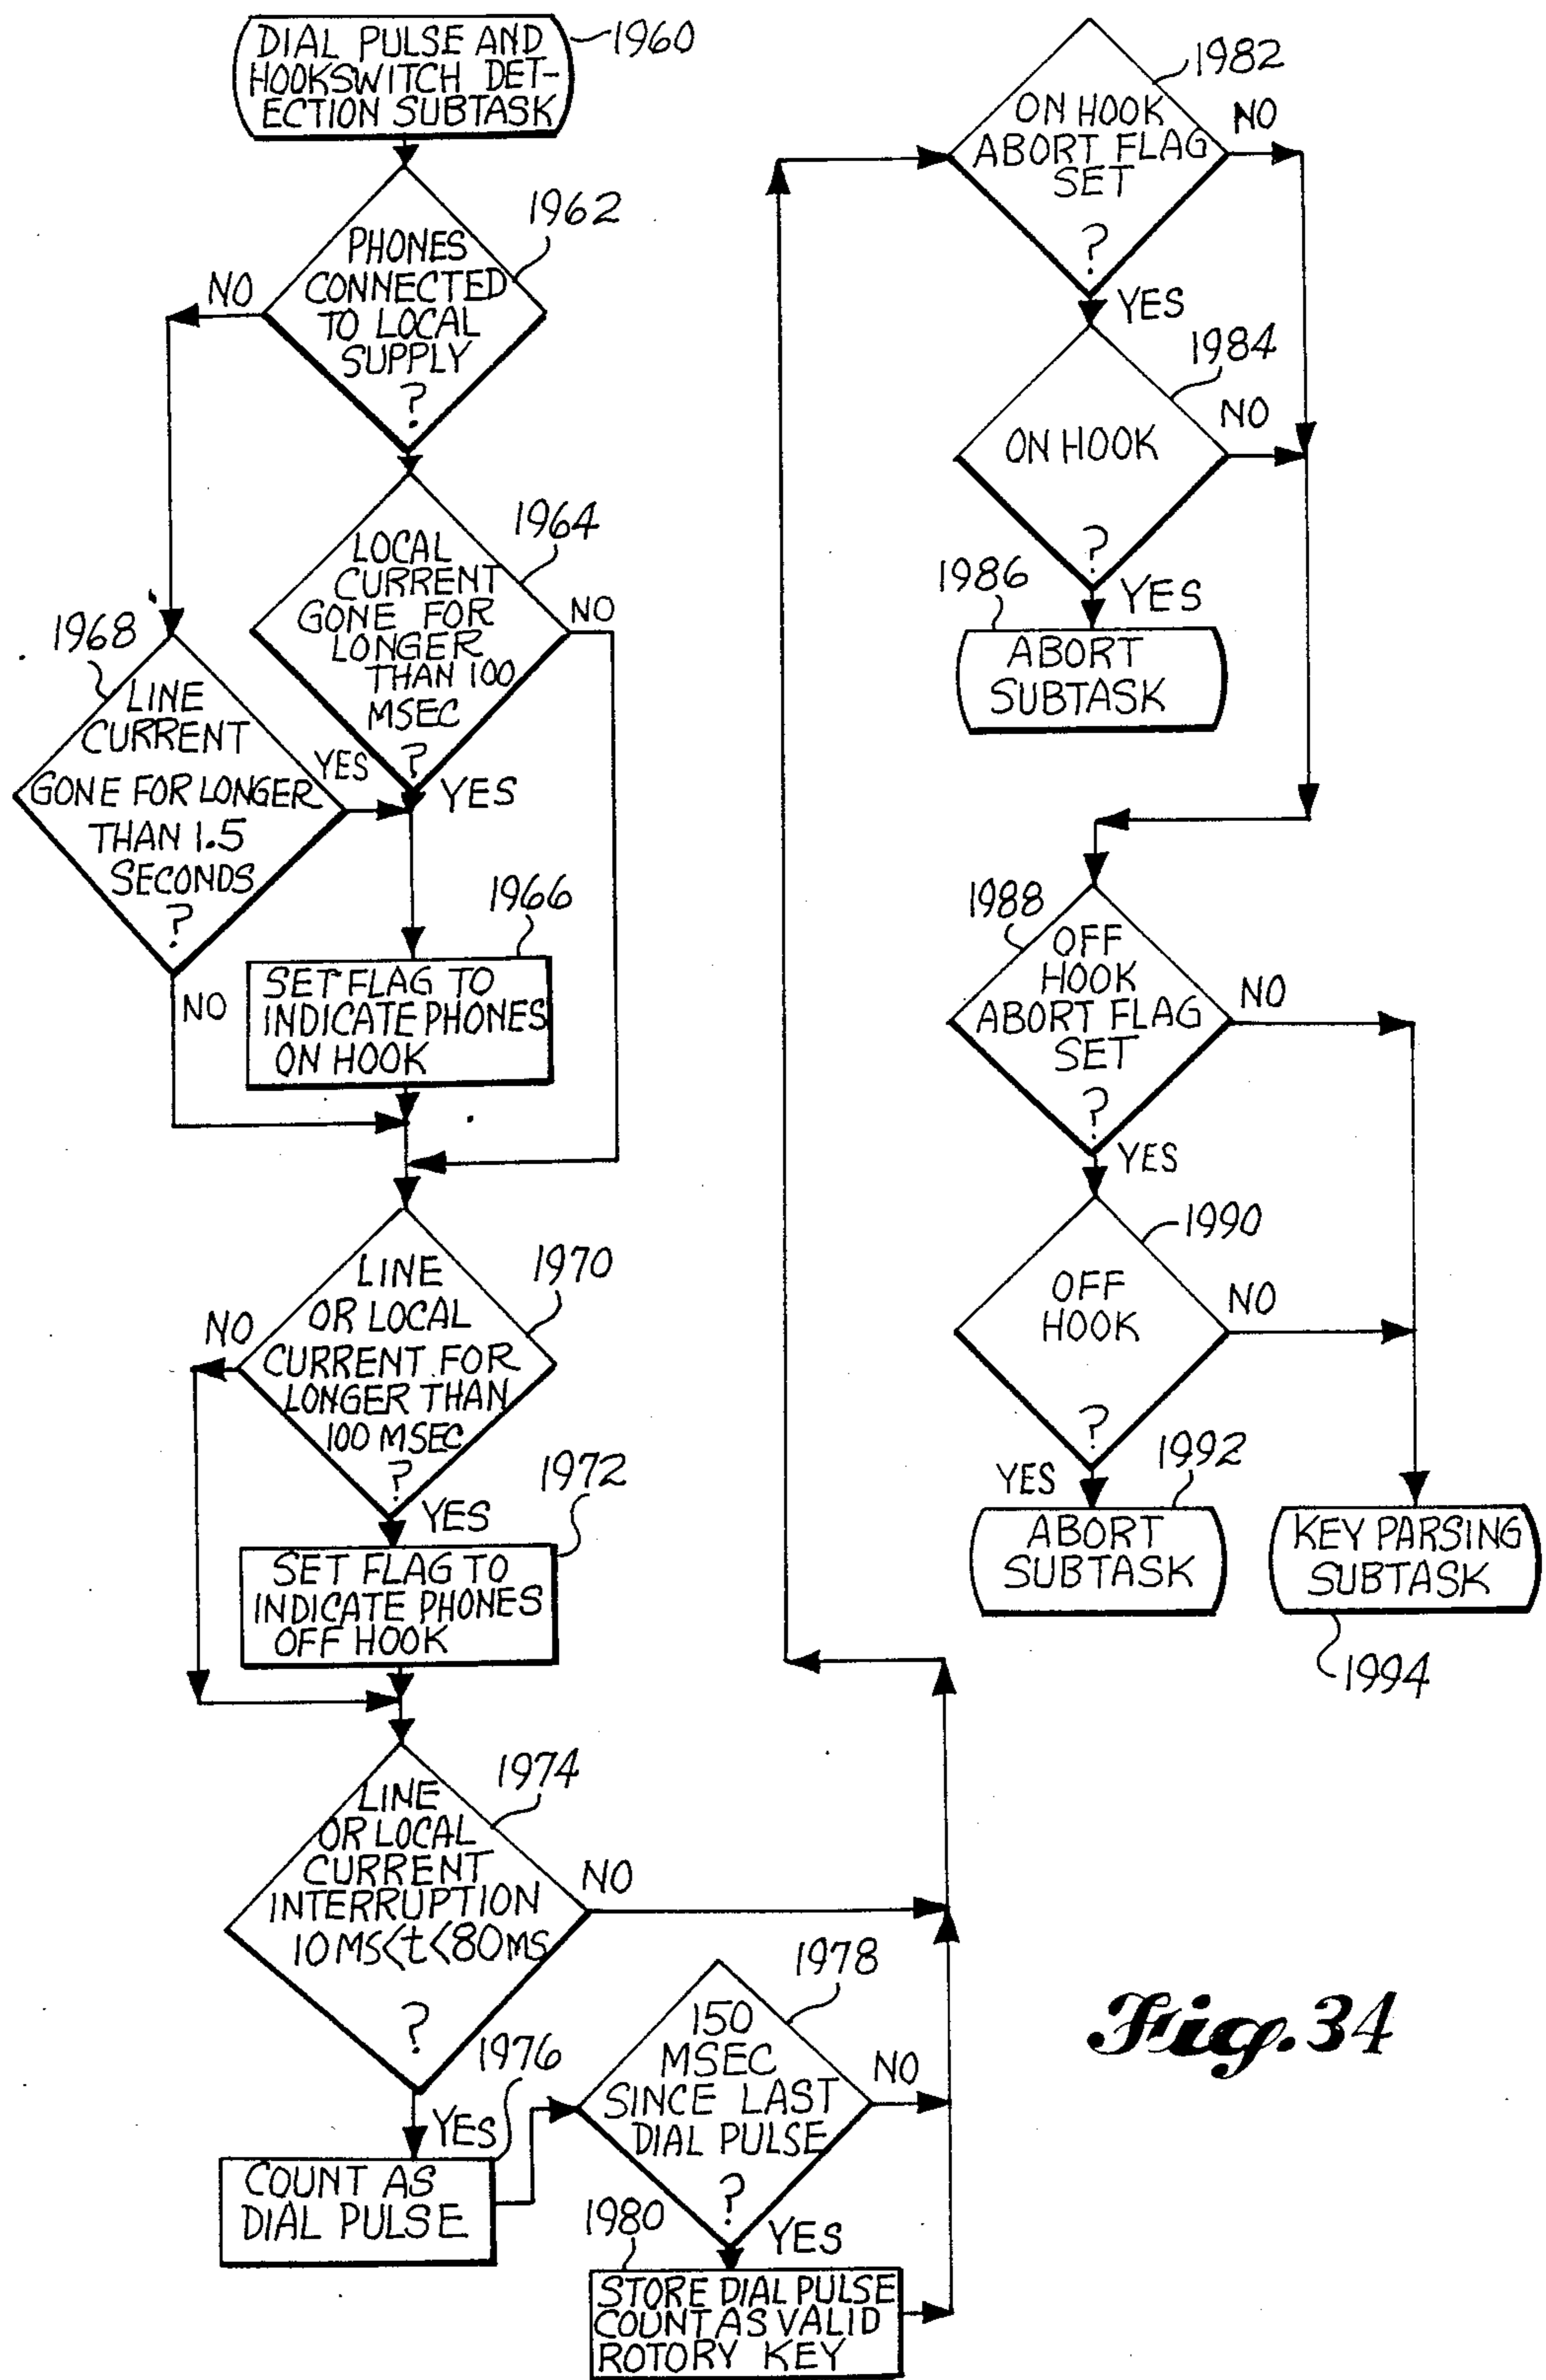 DIAL PULSE AND
HOOKSWITCH DET-
ECTION SUBTASK
1960
1962
PHONES
CONNECTED
TO LOCAL
SUPPLY
?
NO
1964
LOCAL
CURRENT
GONE FOR
LONGER
THAN 100
MSEC
?
NO
YES
1968
LINE
CURRENT
GONE FOR LONGER
THAN 1.5
SECONDS
?
YES
NO
1966
SET FLAG TO
INDICATE PHONES
ON HOOK
1970
LINE
OR LOCAL
CURRENT FOR
LONGER THAN
100 MSEC
?
NO
YES
1972
SET FLAG TO
INDICATE PHONES
OFF HOOK
1974
LINE
OR LOCAL
CURRENT
INTERRUPTION
10 MS<t<80 MS
?
NO
YES
1976
COUNT AS
DIAL PULSE
1978
150
MSEC
SINCE LAST
DIAL PULSE
?
NO
YES
1980
STORE DIAL PULSE
COUNT AS VALID
ROTORY KEY
1982
ON HOOK
ABORT FLAG
SET
?
NO
YES
1984
ON HOOK
?
NO
YES
1986
ABORT
SUBTASK
1988
OFF
HOOK
ABORT FLAG
SET
?
NO
YES
1990
OFF
HOOK
?
NO
YES
1992
ABORT
SUBTASK
KEY PARSING
SUBTASK
1994
Fig. 34